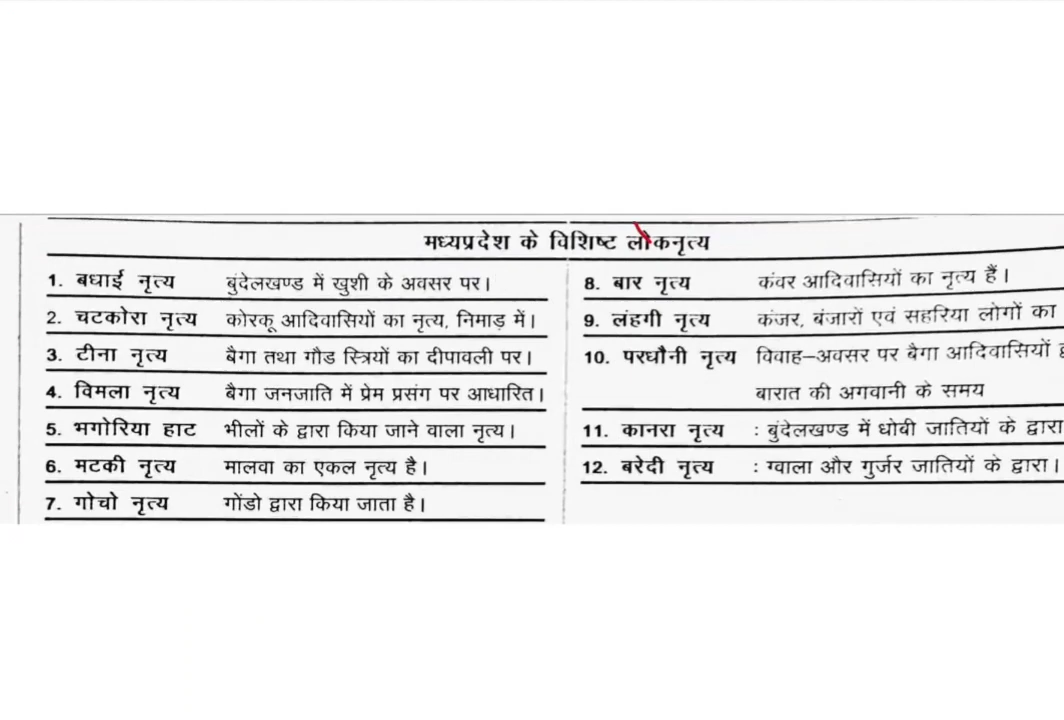 मध्यप्रदेश के विशिष्ट लोकनृत्य
1. बधाई नृत्य बुंदेलखण्ड में खुशी के अवसर पर।
2. चटकोरा नृत्य कोरकू आदिवासियों का नृत्य, निमाड़ में।
3. टीना नृत्य बैगा तथा गौड स्त्रियों का दीपावली पर।
4. विमला नृत्य बैगा जनजाति में प्रेम प्रसंग पर आधारित।
5. भगोरिया हाट भीलों के द्वारा किया जाने वाला नृत्य।
6. मटकी नृत्य मालवा का एकल नृत्य है।
7. गोचो नृत्य गोंडो द्वारा किया जाता है।
8. बार नृत्य कंवर आदिवासियों का नृत्य हैं।
9. लंहगी नृत्य कंजर, बंजारों एवं सहरिया लोगों का
10. परधौनी नृत्य विवाह–अवसर पर बैगा आदिवासियों
बारात की अगवानी के समय
11. कानरा नृत्य : बुंदेलखण्ड में धोबी जातियों के द्वारा
12. बरेदी नृत्य : ग्वाला और गुर्जर जातियों के द्वारा।